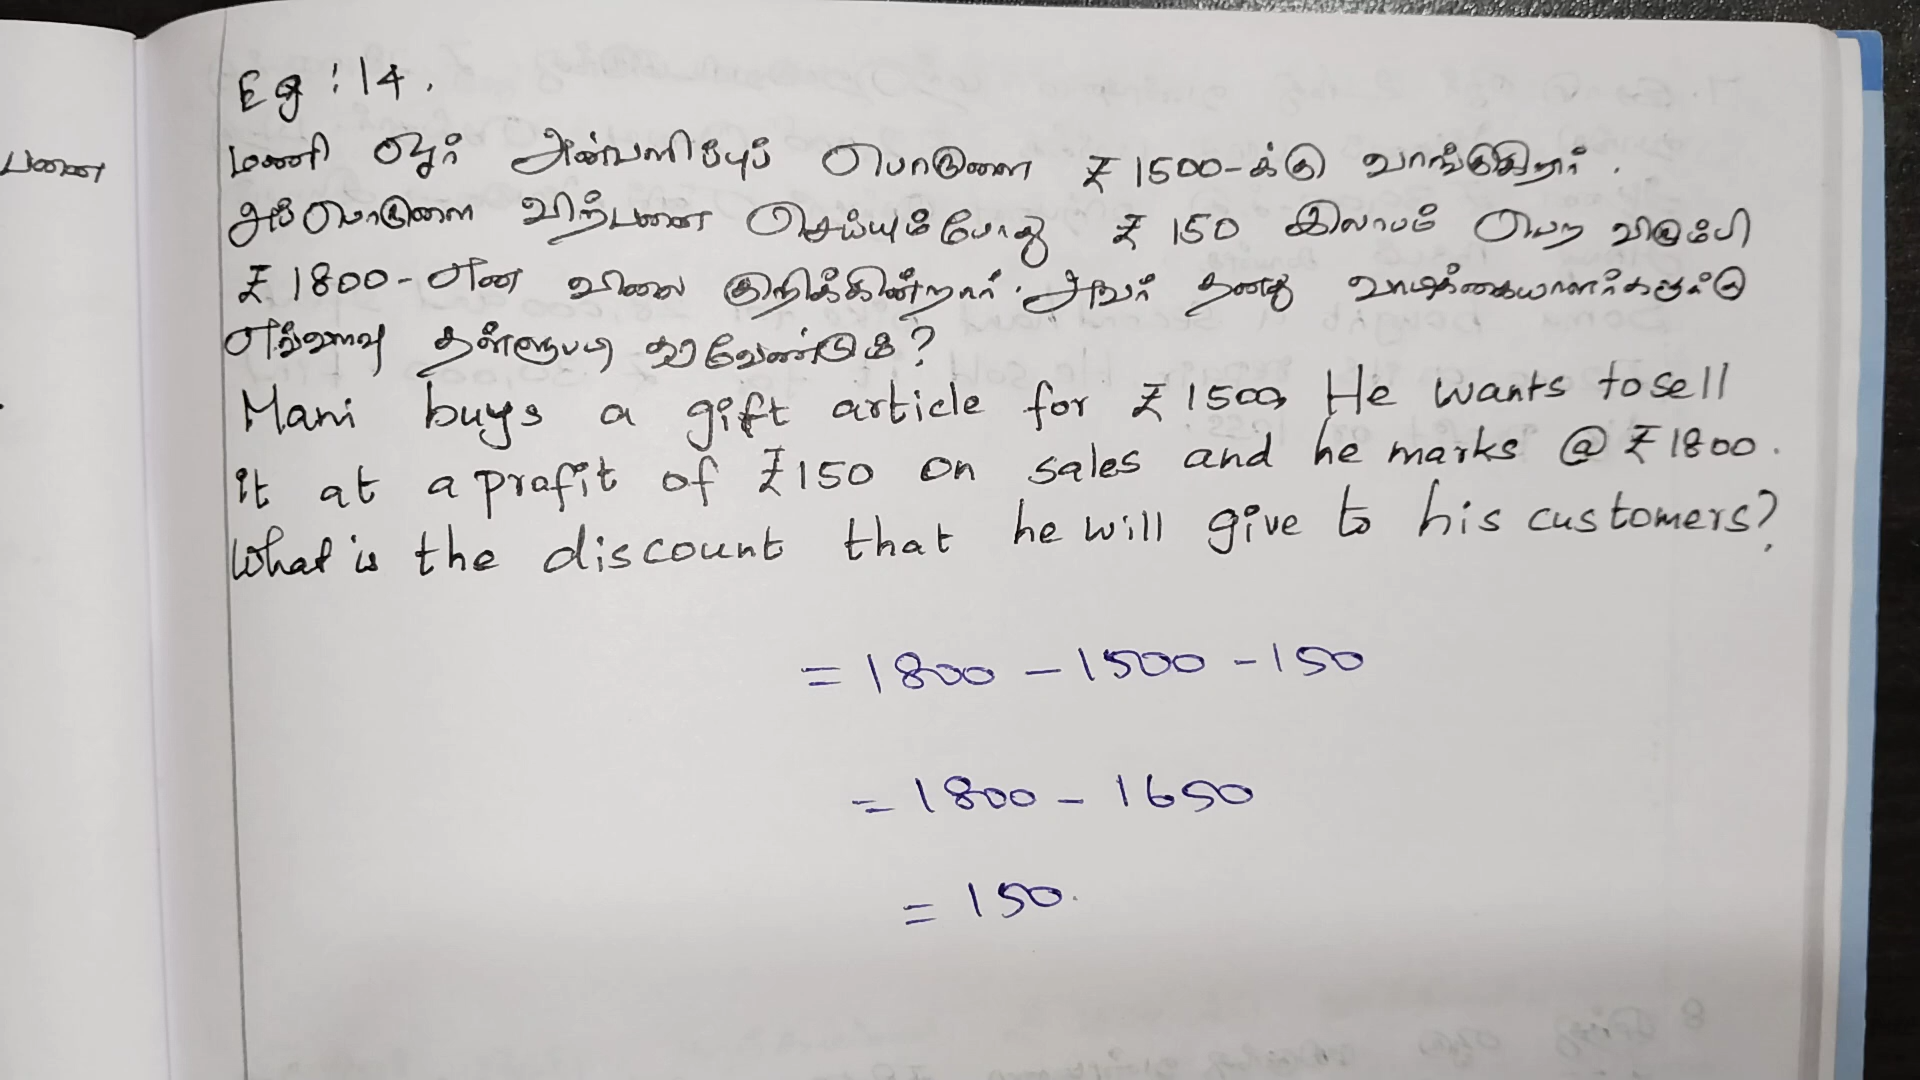 பணை
Eg : 14.
மணி ஓர் அன்பளிப்புப் பொருளை ₹ 1500-க்கு வாங்குகிறார்.
அப்பொருளை விற்பனை செய்யும்போது ₹ 150 இலாபம் பெற விரும்பி
₹ 1800- என விலை குறிக்கின்றார். அவர் தனது வாடிக்கையாளர்களுக்கு
எவ்வளவு தள்ளுபடி தரவேண்டும்?
Mani buys a gift article for ₹ 1500, He wants to sell
it at a profit of ₹150 on sales and he marks @ ₹1800.
What is the discount that he will give to his customers?
= 1800 - 1500 - 150
= 1800 - 1650
= 150.